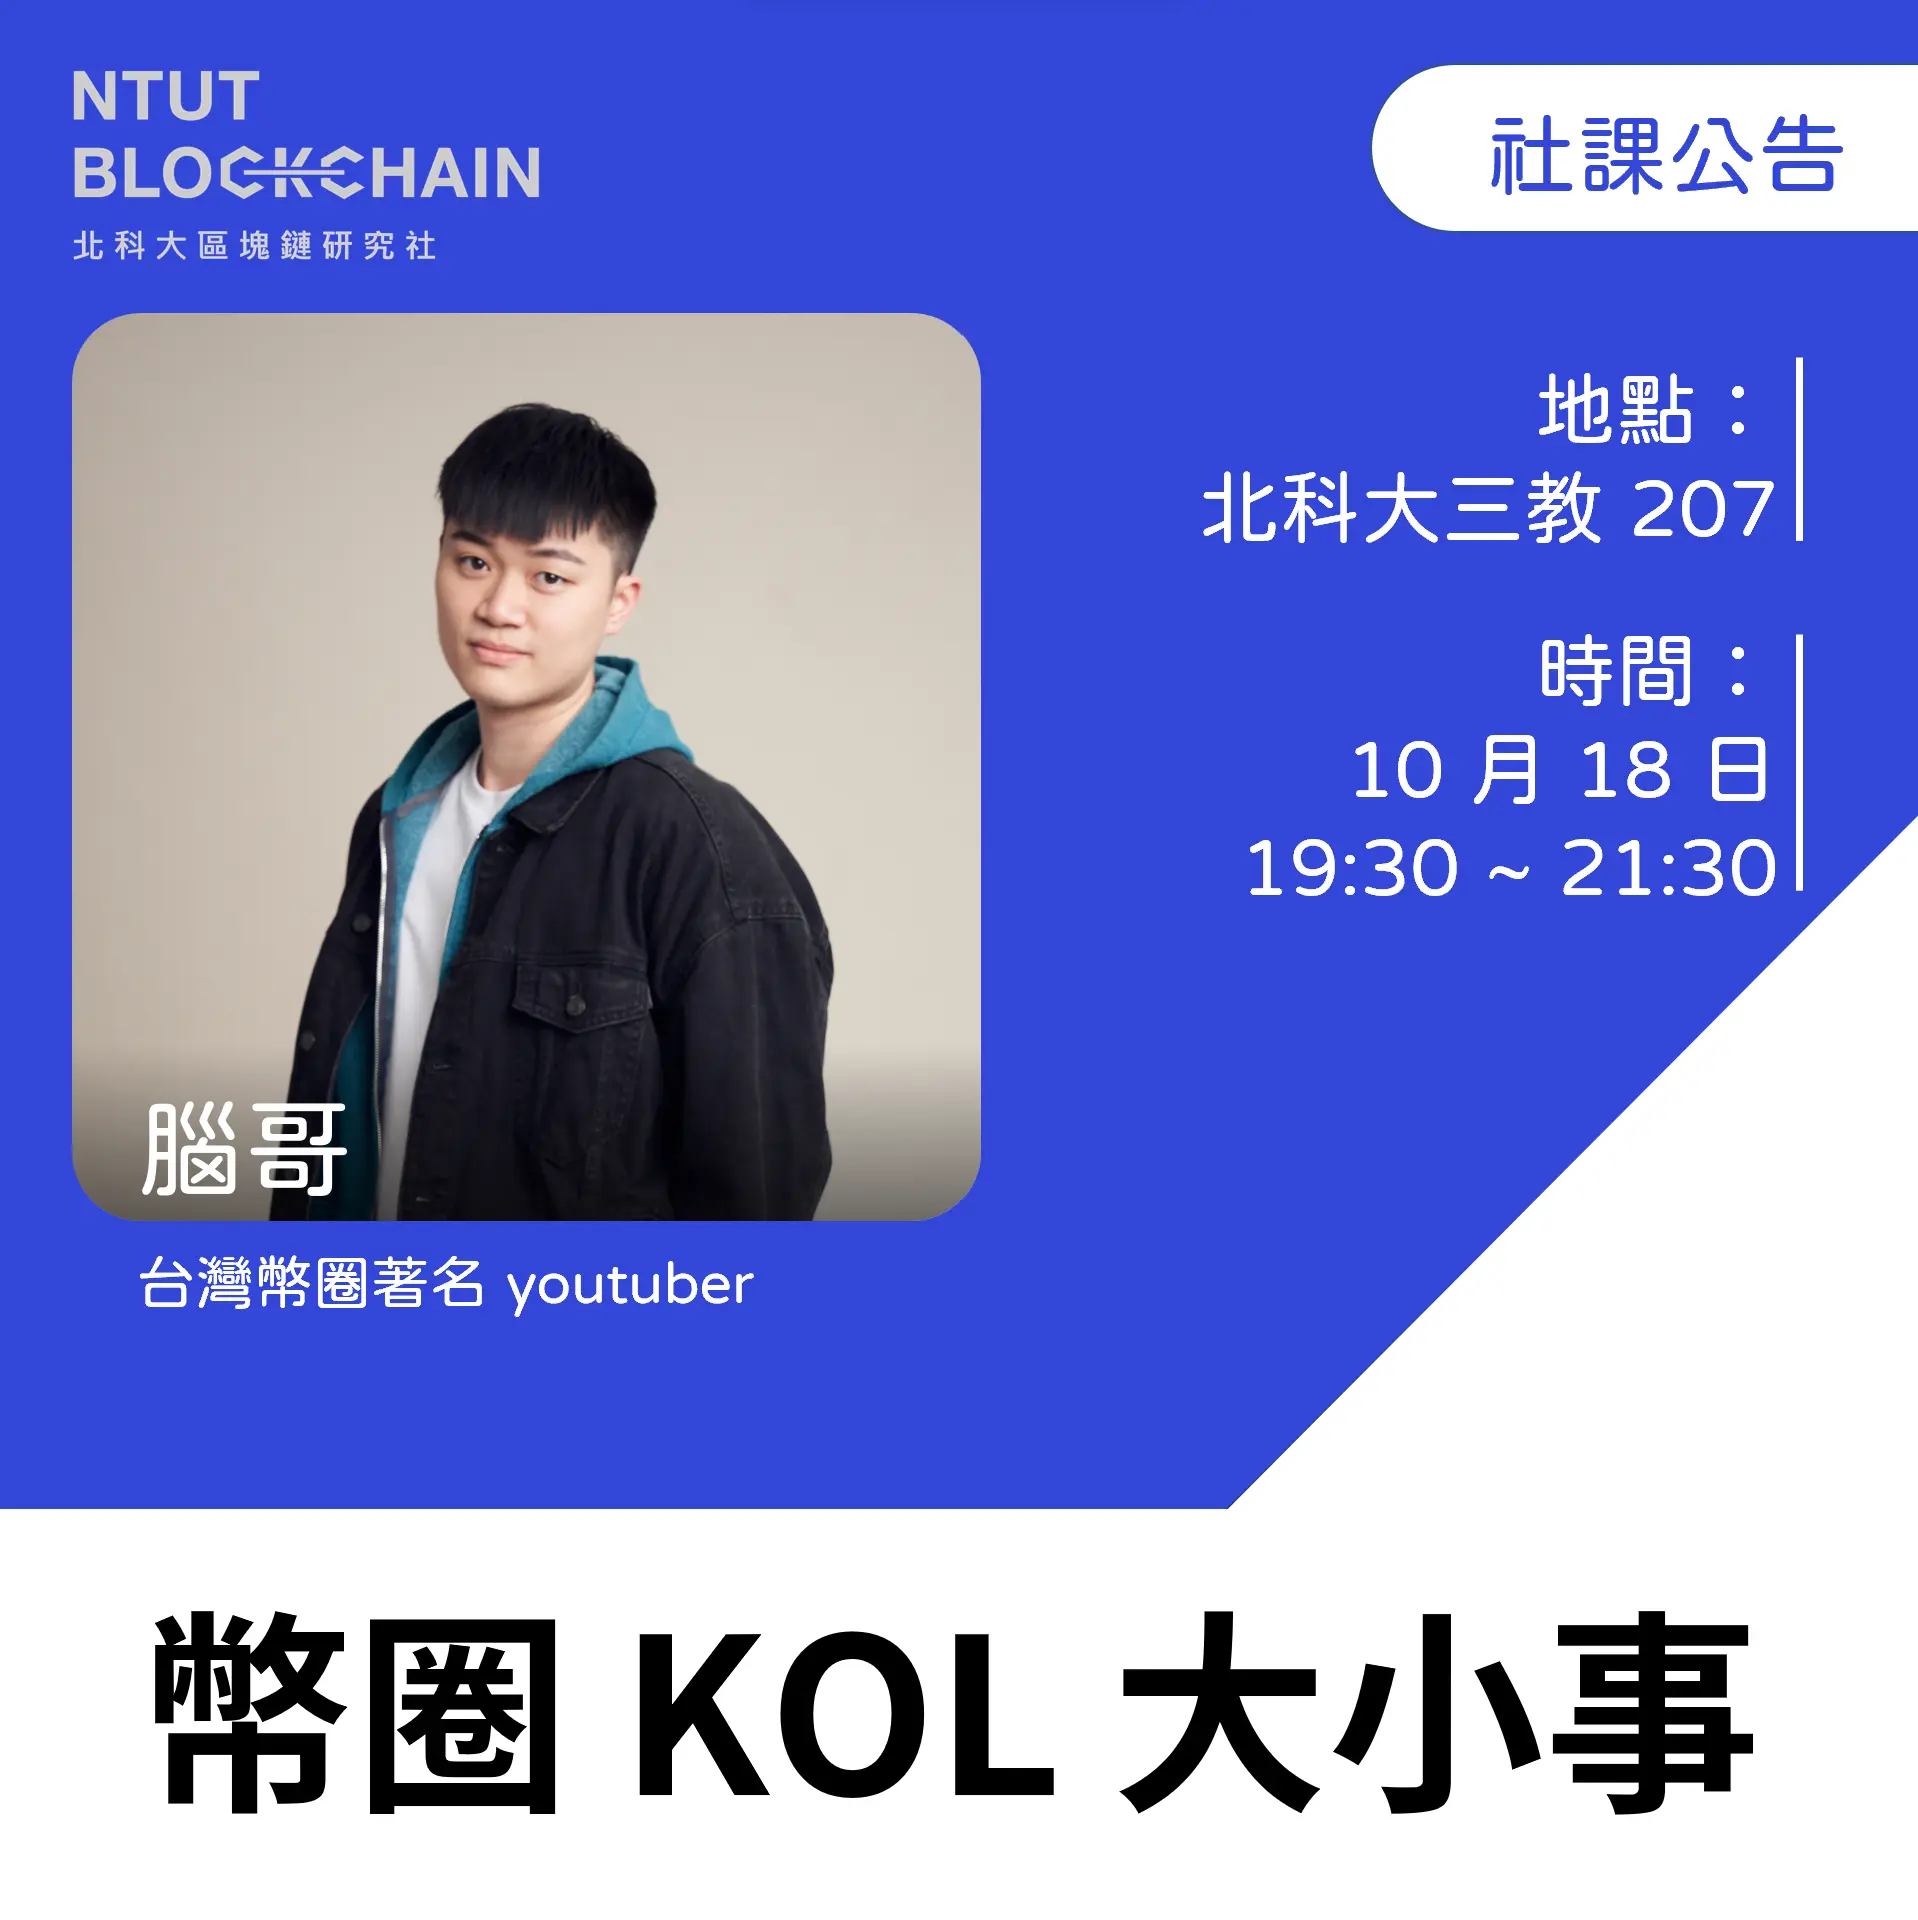 NTUT
BLOCKCHAIN
北科大區塊鏈研究社
社課公告
地點：
北科大三教 207
時間：
10 月 18 日
19:30 ~ 21:30
腦哥
台灣幣圈著名 youtuber
幣圈 KOL 大小事